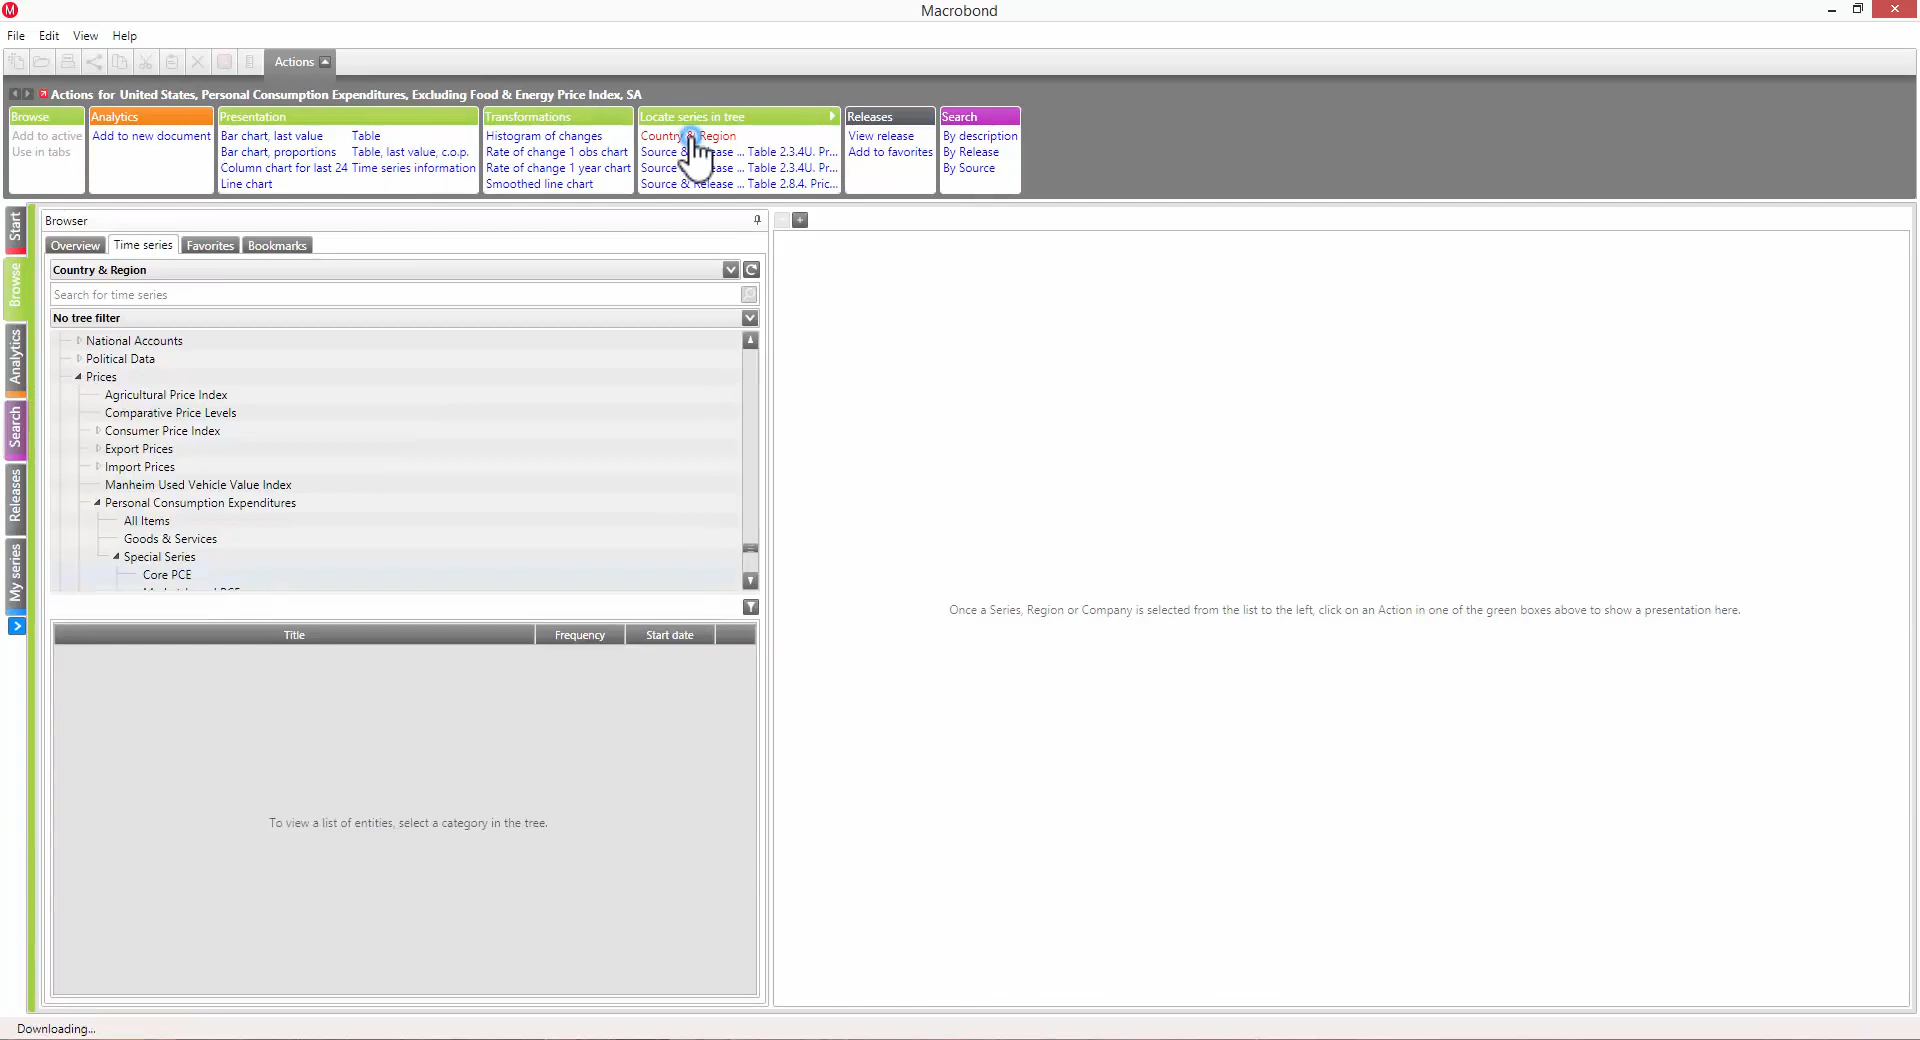 M
Macrobond
File Edit View Help
Actions
Actions for United States, Personal Consumption Expenditures, Excluding Food & Energy Price Index, SA
Browse
Add to active
Use in tabs
Analytics
Add to new document
Presentation
Bar chart, last value Table
Bar chart, proportions Table, last value, c.o.p.
Column chart for last 24 Time series information
Line chart
Transformations
Histogram of changes
Rate of change 1 obs chart
Rate of change 1 year chart
Smoothed line chart
Locate series in tree
Country & Region
Source & ... Table 2.3.4U. Pr...
Source & ... Table 2.3.4U. Pr...
Source & Release ... Table 2.8.4. Pric...
Releases
View release
Add to favorites
Search
By description
By Release
By Source
Start
Browse
Analytics
Search
Releases
My series
Browser
Overview Time series Favorites Bookmarks
Country & Region
Search for time series
No tree filter
National Accounts
Political Data
Prices
Agricultural Price Index
Comparative Price Levels
Consumer Price Index
Export Prices
Import Prices
Manheim Used Vehicle Value Index
Personal Consumption Expenditures
All Items
Goods & Services
Special Series
Core PCE
Title Frequency Start date
To view a list of entities, select a category in the tree.
Once a Series, Region or Company is selected from the list to the left, click on an Action in one of the green boxes above to show a presentation here.
Downloading...